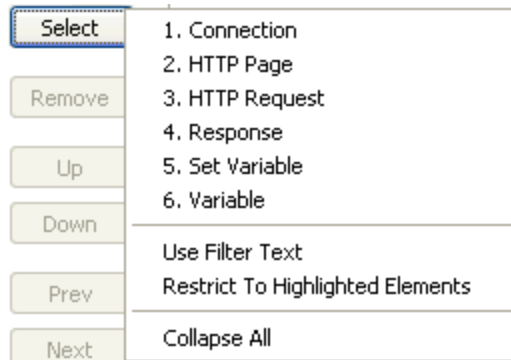 Select
Remove
Up
Down
Prev
Next
1. Connection
2. HTTP Page
3. HTTP Request
4. Response
5. Set Variable
6. Variable
Use Filter Text
Restrict To Highlighted Elements
Collapse All